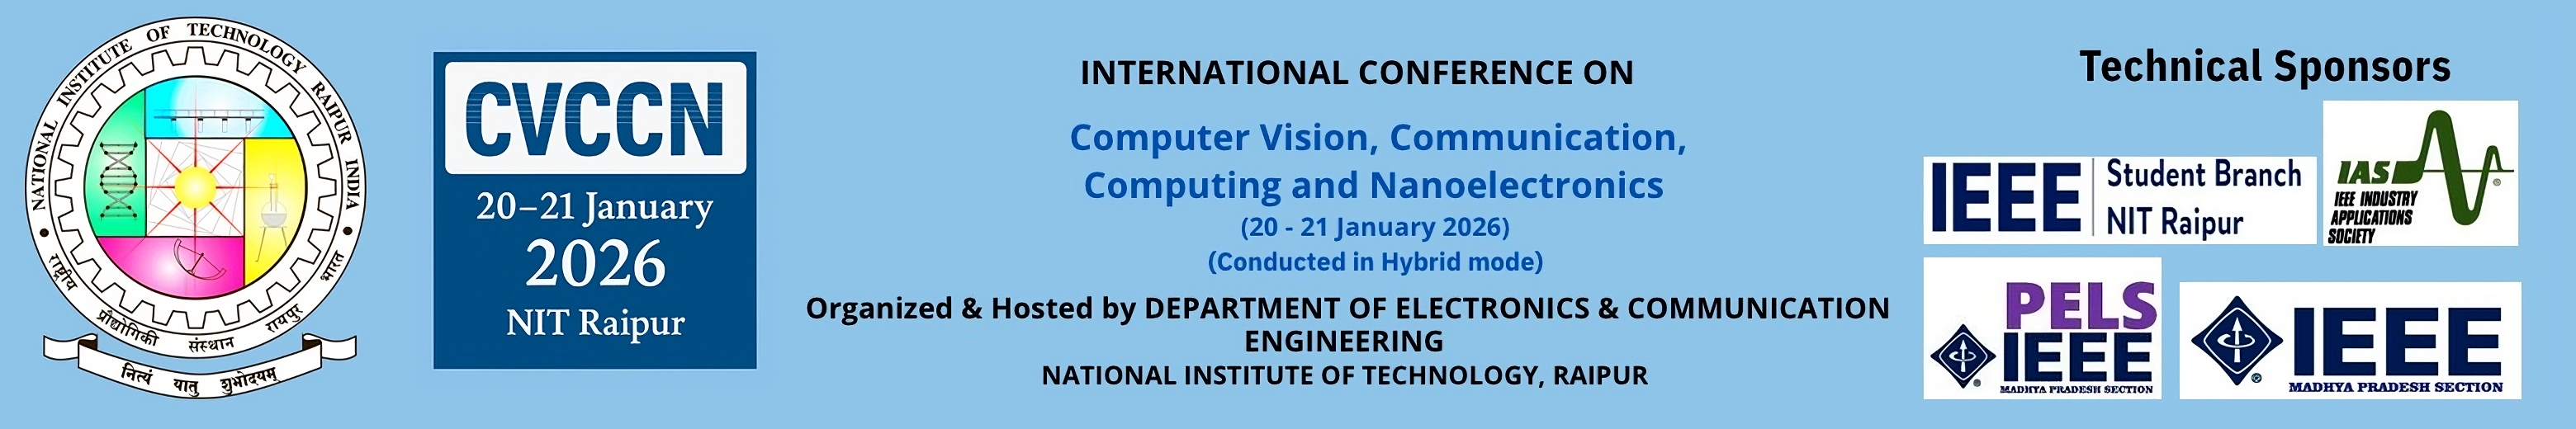 NATIONAL INSTITUTE OF TECHNOLOGY RAIPUR INDIA
राष्ट्रीय प्रौद्योगिकी संस्थान रायपुर भारत
नित्यं यातु शुभोदयम्
CVCCN
20–21 January
2026
NIT Raipur
INTERNATIONAL CONFERENCE ON
Computer Vision, Communication,
Computing and Nanoelectronics
(20 - 21 January 2026)
(Conducted in Hybrid mode)
Organized & Hosted by DEPARTMENT OF ELECTRONICS & COMMUNICATION
ENGINEERING
NATIONAL INSTITUTE OF TECHNOLOGY, RAIPUR
Technical Sponsors
IEEE
Student Branch
NIT Raipur
IAS
®
IEEE INDUSTRY
APPLICATIONS
SOCIETY
PELS
IEEE
®
MADHYA PRADESH SECTION
IEEE
®
MADHYA PRADESH SECTION